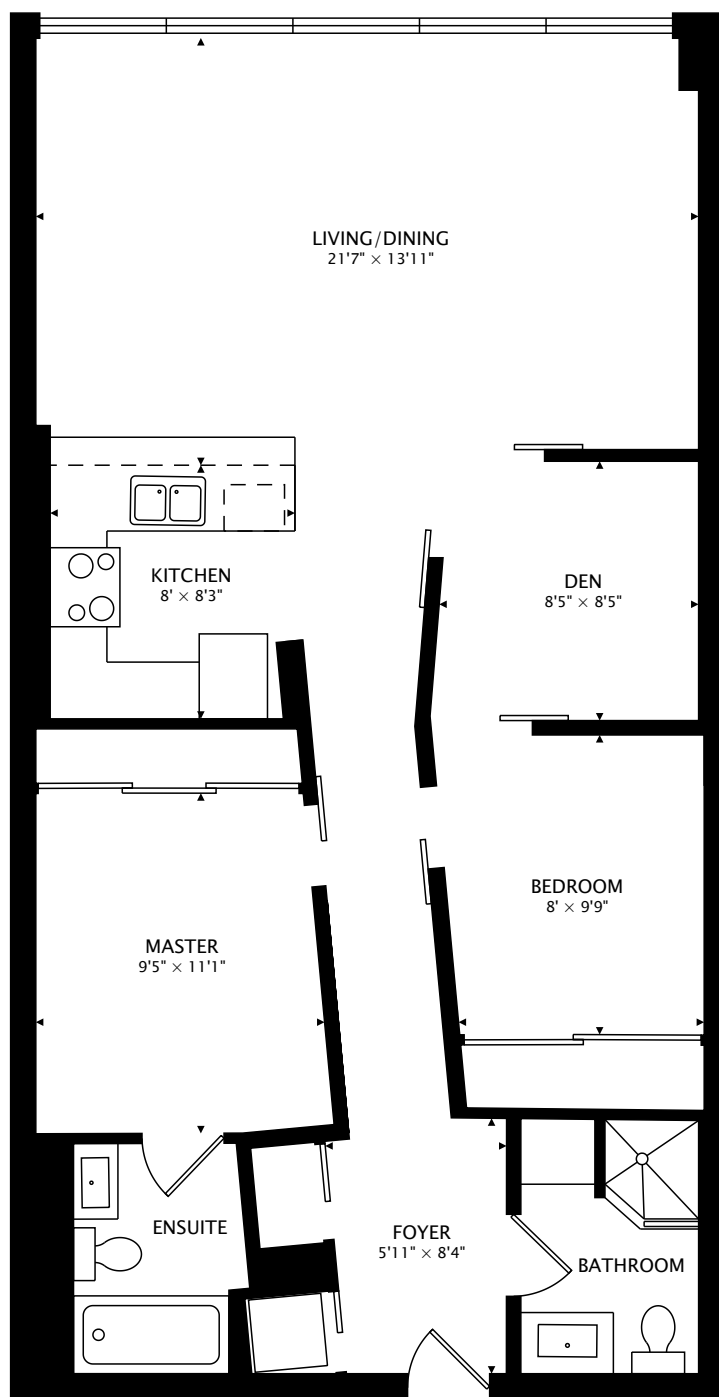 LIVING/DINING
21'7" × 13'11"
KITCHEN
8' × 8'3"
DEN
8'5" × 8'5"
BEDROOM
8' × 9'9"
MASTER
9'5" × 11'1"
ENSUITE
FOYER
5'11" × 8'4"
BATHROOM